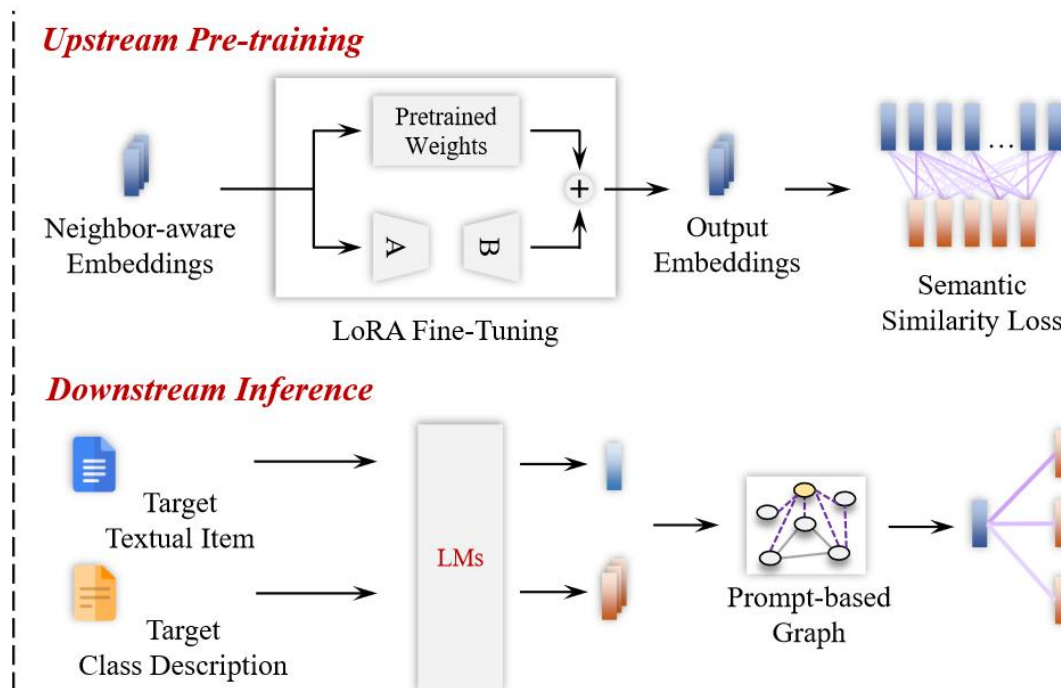 Upstream Pre-training
Pretrained
Weights
Neighbor-aware
Embeddings
A
B
+
LoRA Fine-Tuning
Output
Embeddings
...
Semantic
Similarity Loss
Downstream Inference
Target
Textual Item
Target
Class Description
LMs
Prompt-based
Graph